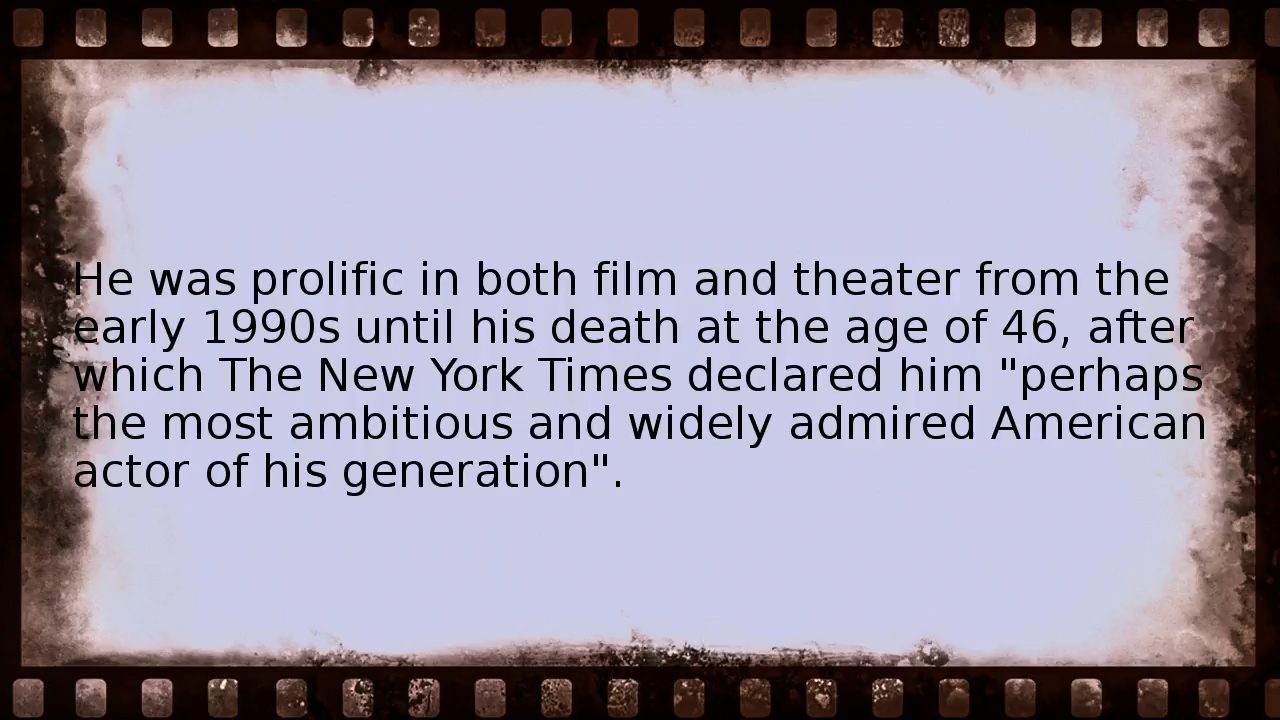 He was prolific in both film and theater from the
early 1990s until his death at the age of 46, after
which The New York Times declared him "perhaps
the most ambitious and widely admired American
actor of his generation".